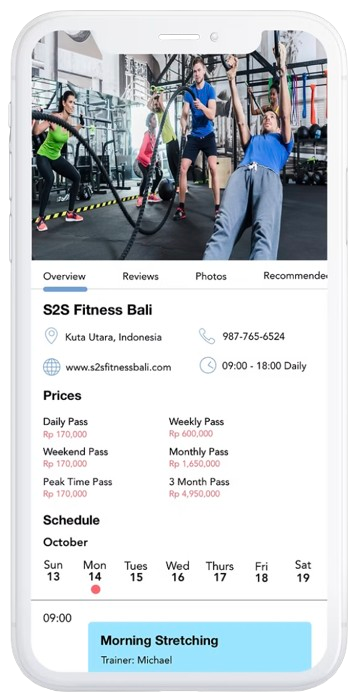 Overview Reviews Photos Recommende
S2S Fitness Bali
Kuta Utara, Indonesia 987-765-6524
www.s2sfitnessbali.com 09:00 - 18:00 Daily
Prices
Daily Pass Weekly Pass
Rp 170,000 Rp 600,000
Weekend Pass Monthly Pass
Rp 170,000 Rp 1,650,000
Peak Time Pass 3 Month Pass
Rp 170,000 Rp 4,950,000
Schedule
October
Sun Mon Tues Wed Thurs Fri Sat
13 14 15 16 17 18 19
09:00
Morning Stretching
Trainer: Michael